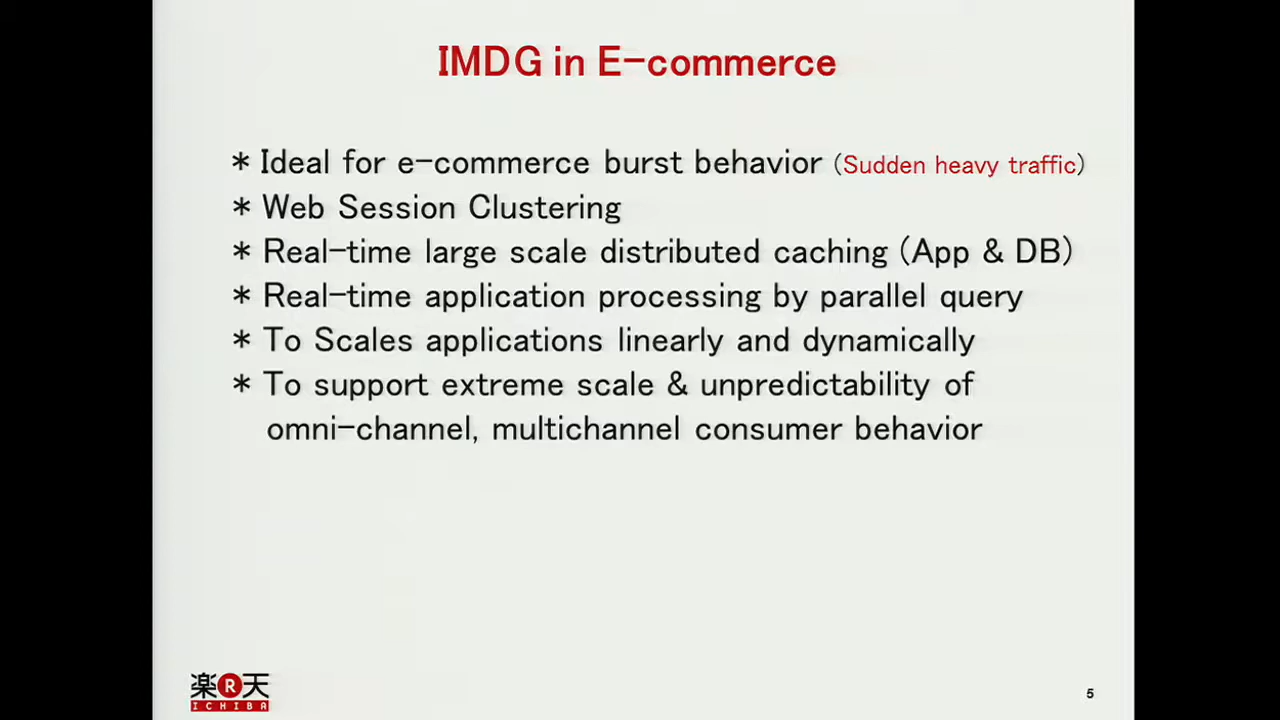 IMDG in E-commerce
* Ideal for e-commerce burst behavior (Sudden heavy traffic)
* Web Session Clustering
* Real-time large scale distributed caching (App & DB)
* Real-time application processing by parallel query
* To Scales applications linearly and dynamically
* To support extreme scale & unpredictability of
omni-channel, multichannel consumer behavior
楽R天
ICHIBA
5